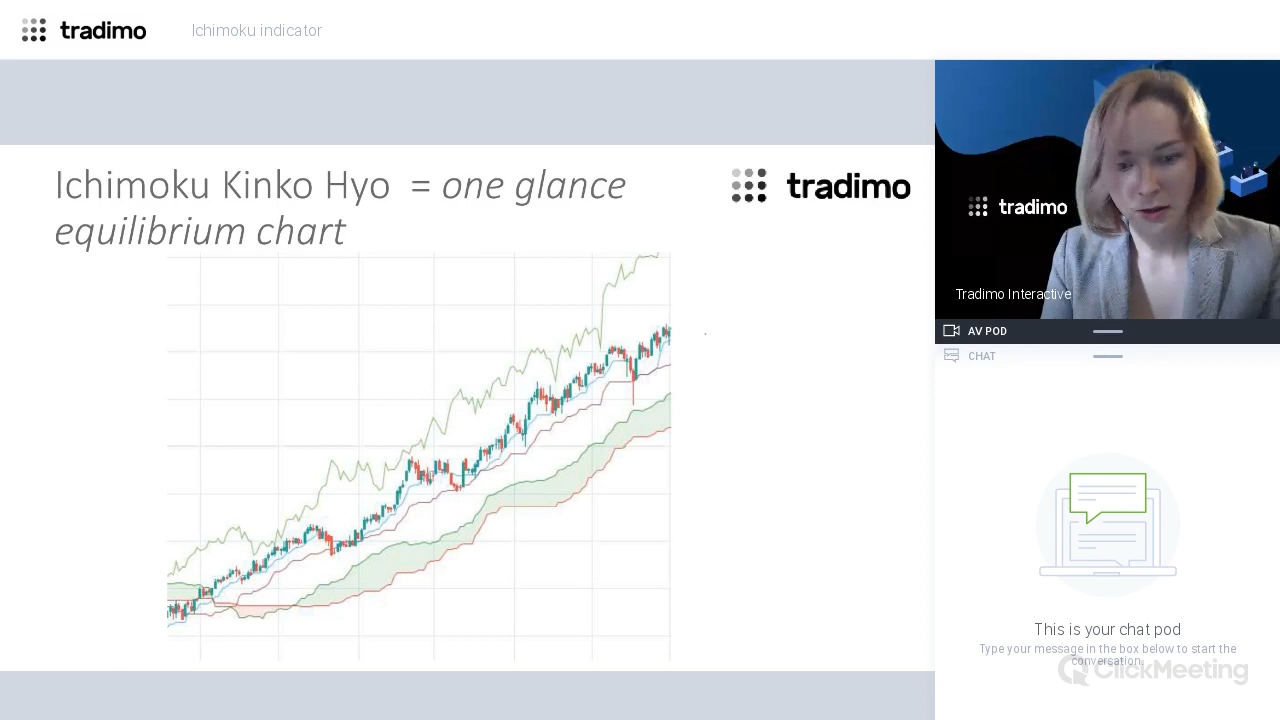 tradimo
Ichimoku indicator
Ichimoku Kinko Hyo = one glance
equilibrium chart
tradimo
tradimo
Tradimo Interactive
AV POD
CHAT
This is your chat pod
Type your message in the box below to start the
conversation.
ClickMeeting